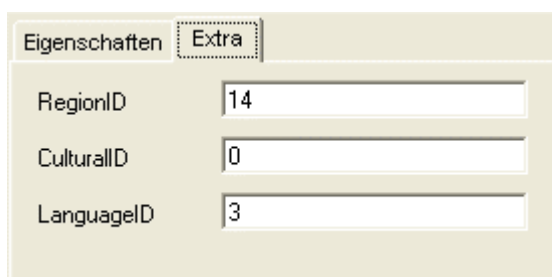 Eigenschaften Extra
RegionID 14
CulturalID 0
LanguageID 3